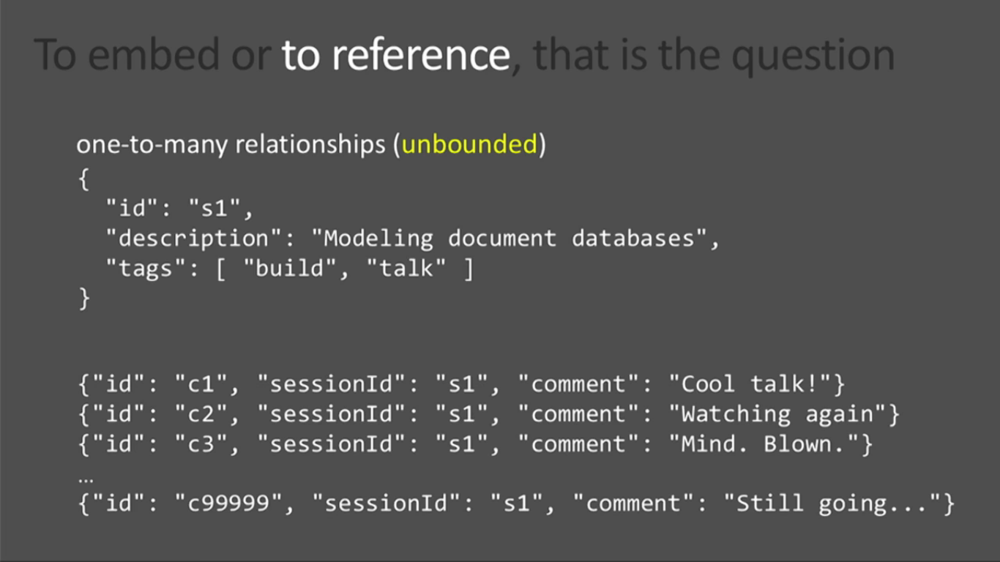 To embed or to reference, that is the question
one-to-many relationships (unbounded)
{
  "id": "s1",
  "description": "Modeling document databases",
  "tags": [ "build", "talk" ]
}
{"id": "c1", "sessionId": "s1", "comment": "Cool talk!"}
{"id": "c2", "sessionId": "s1", "comment": "Watching again"}
{"id": "c3", "sessionId": "s1", "comment": "Mind. Blown."}
…
{"id": "c99999", "sessionId": "s1", "comment": "Still going..."}